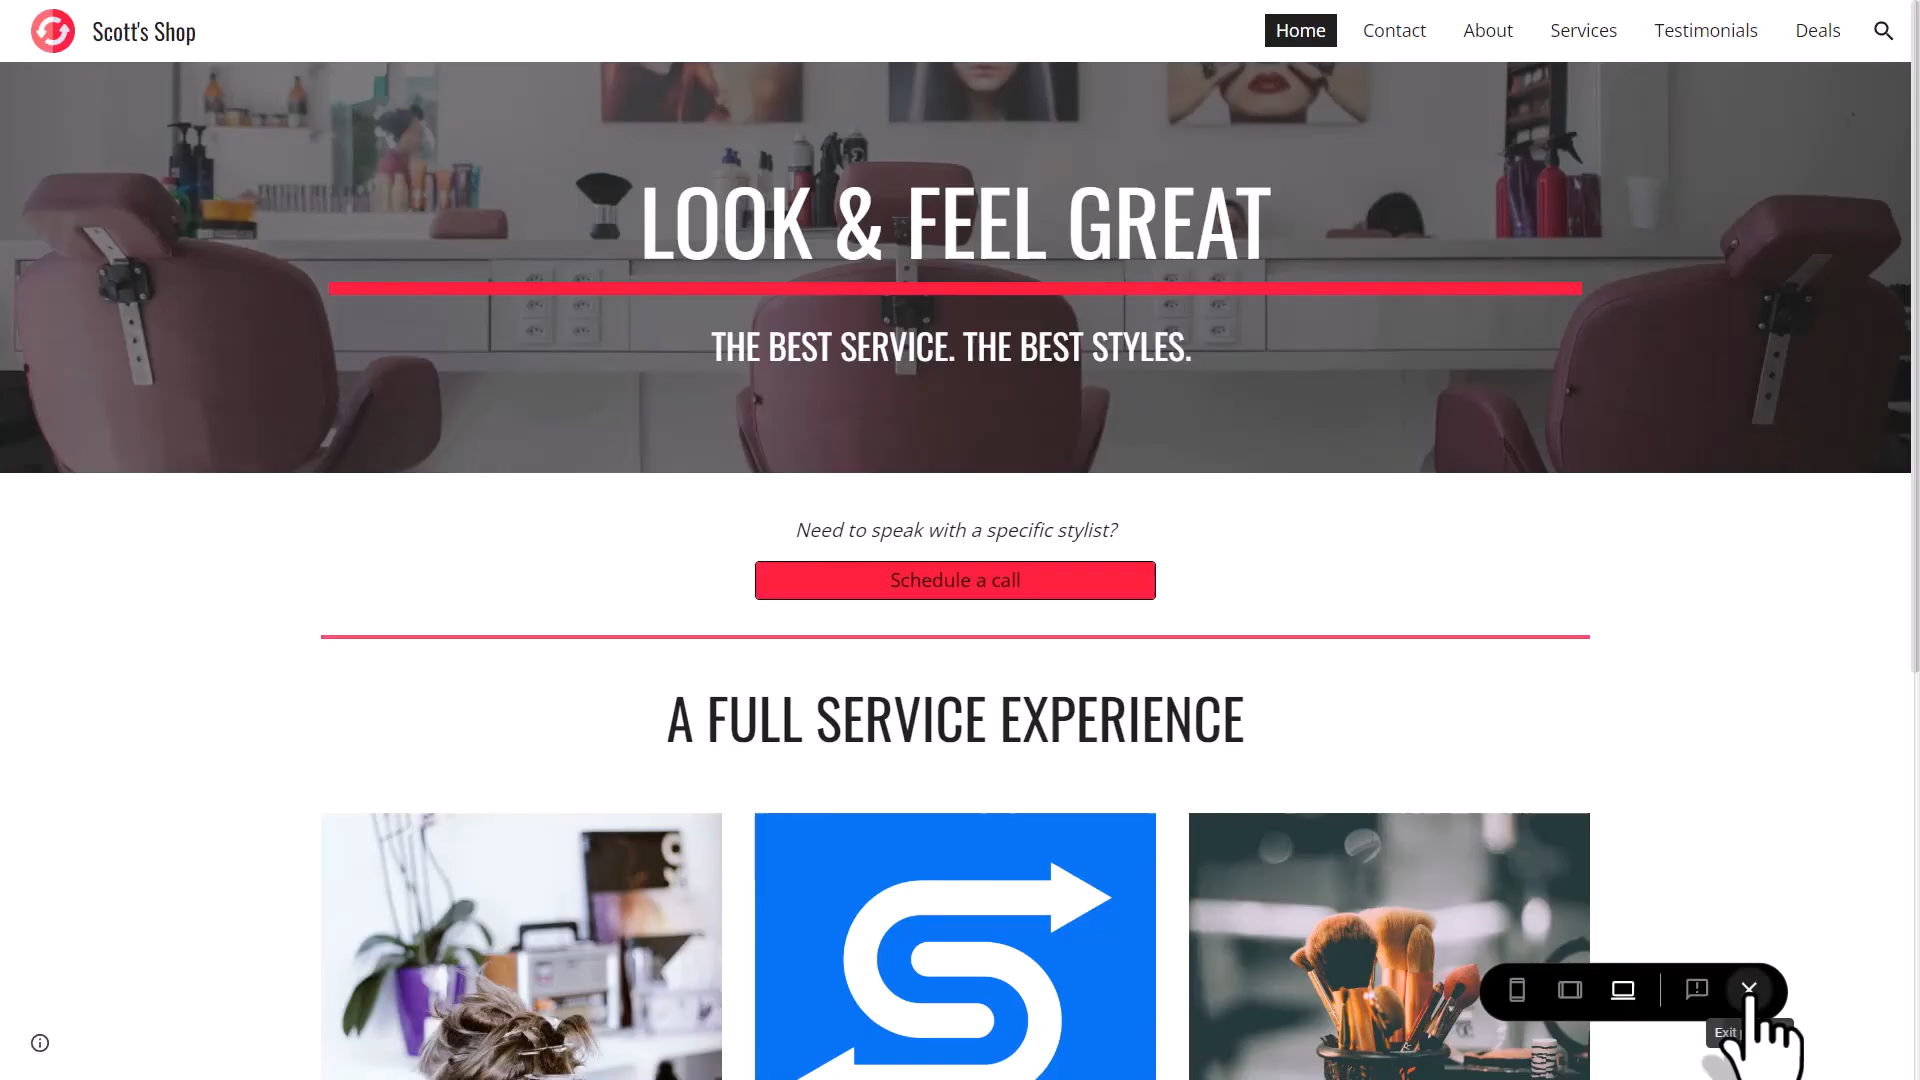 Scott's Shop
Home Contact About Services Testimonials Deals
LOOK & FEEL GREAT
THE BEST SERVICE. THE BEST STYLES.
Need to speak with a specific stylist?
Schedule a call
A FULL SERVICE EXPERIENCE
Exit